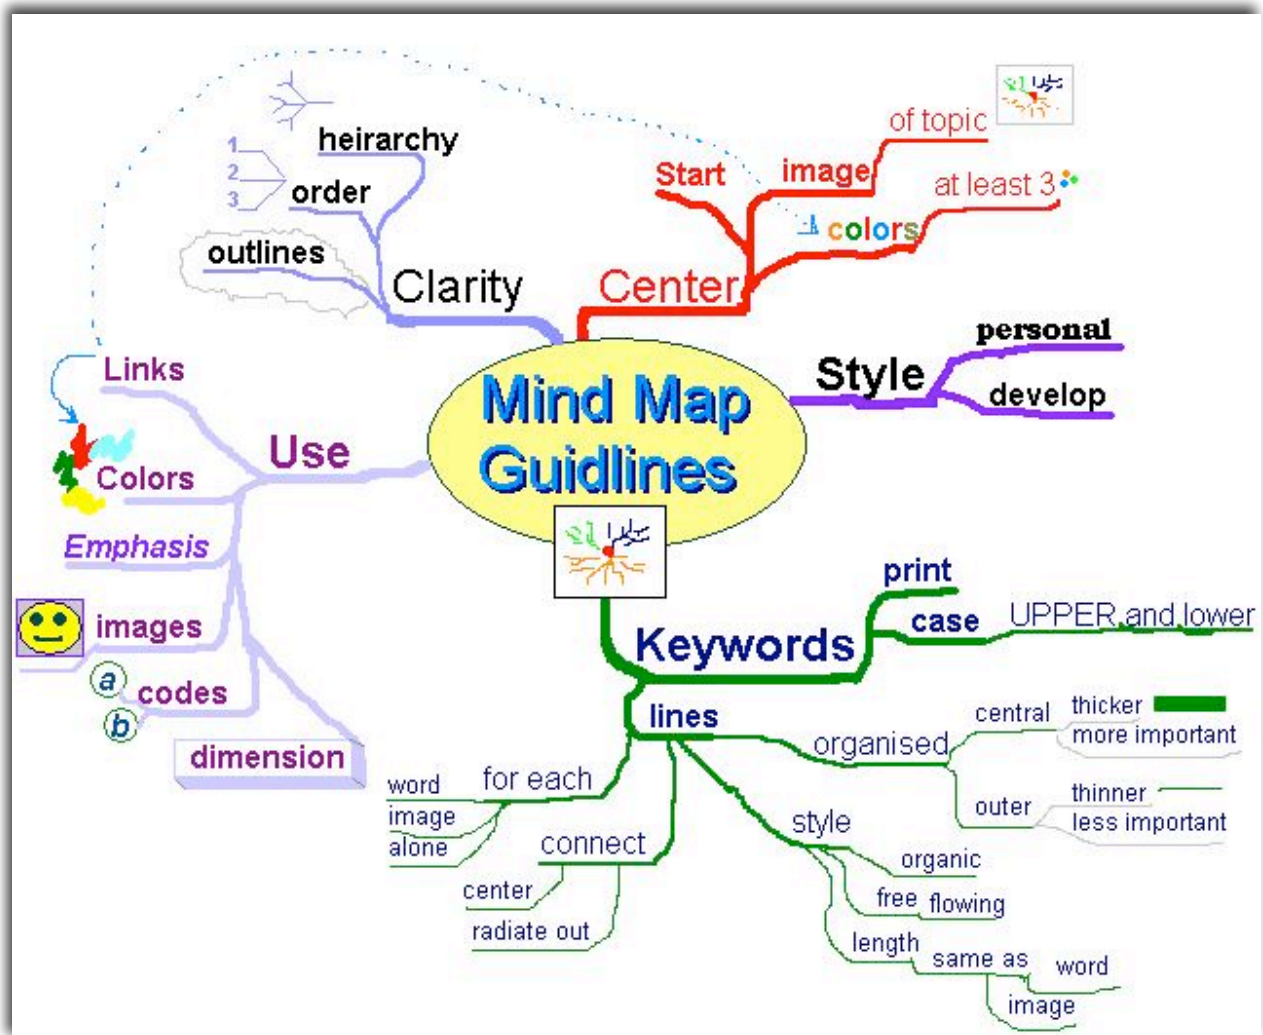 Mind Map
Guidlines
Center
Start
image
of topic
colors
at least 3
Style
personal
develop
Keywords
print
case
UPPER and lower
lines
organised
central
thicker
more important
outer
thinner
less important
style
organic
free flowing
length
same as
word
image
connect
center
radiate out
for each
word
image
alone
Use
Links
Colors
Emphasis
images
codes
a
b
dimension
Clarity
heirarchy
order
1
2
3
outlines